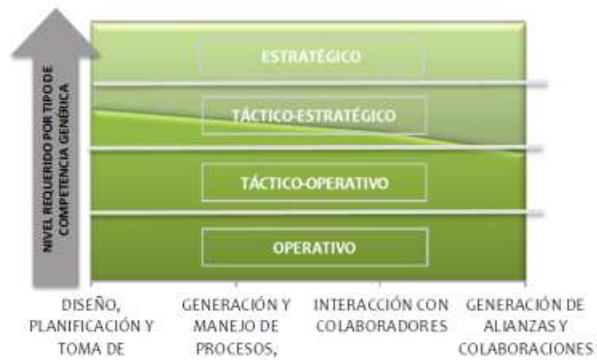 NIVEL REQUERIDO POR TIPO DE
COMPETENCIA GENÉRICA
ESTRATÉGICO
TÁCTICO-ESTRATÉGICO
TÁCTICO-OPERATIVO
OPERATIVO
DISEÑO,
PLANIFICACIÓN Y
TOMA DE
GENERACIÓN Y
MANEJO DE
PROCESOS,
INTERACCIÓN CON
COLABORADORES
GENERACIÓN DE
ALIANZAS Y
COLABORACIONES